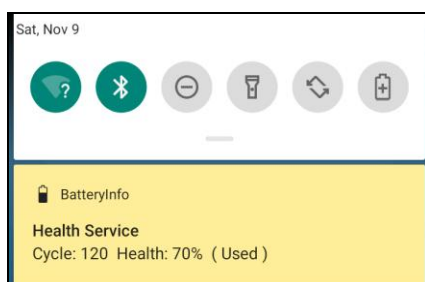 Sat, Nov 9
?
BatteryInfo
Health Service
Cycle: 120 Health: 70% ( Used )